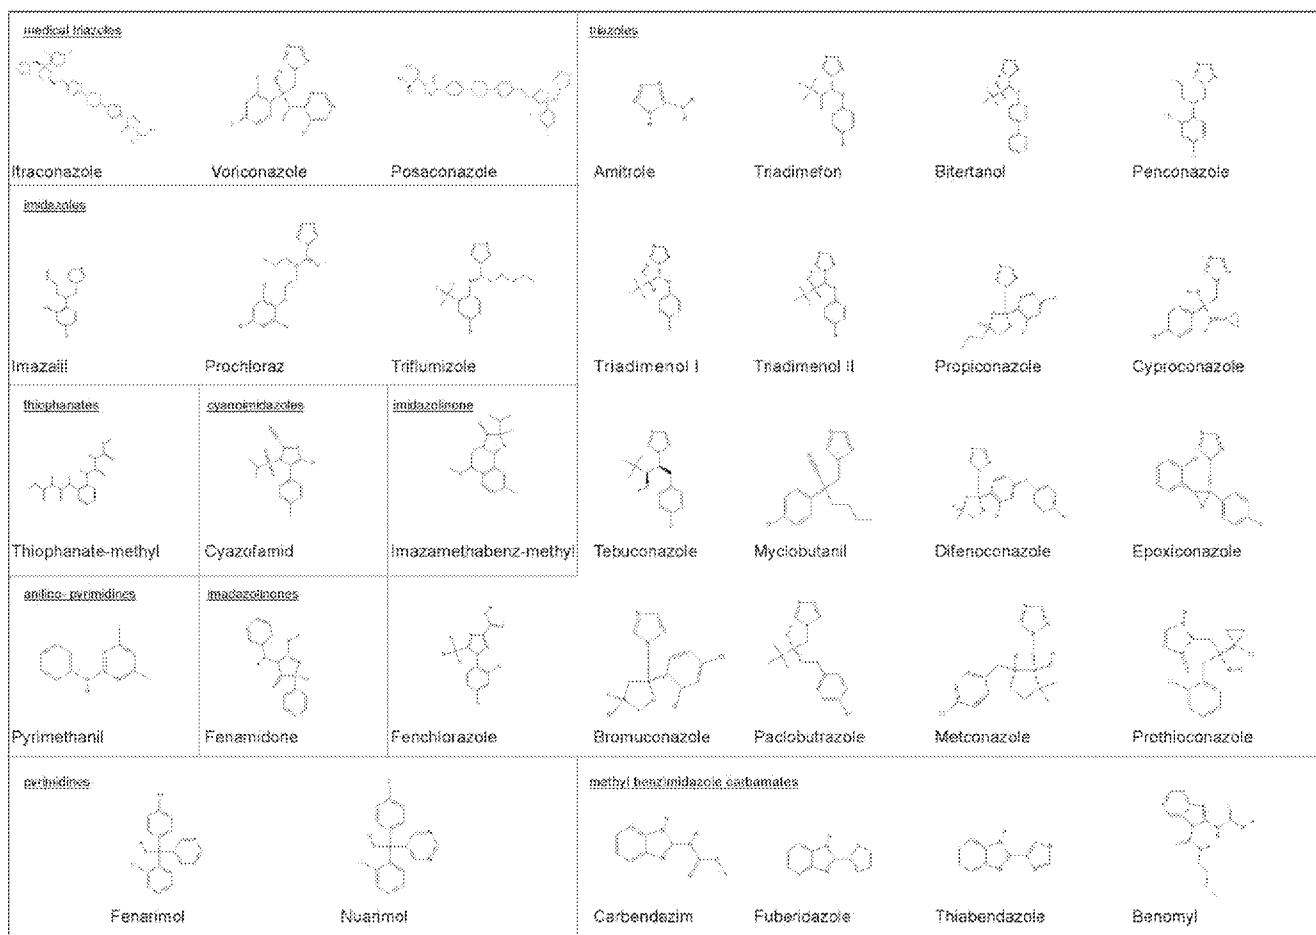 medical triazoles
Itraconazole
Voriconazole
Posaconazole
triazoles
Amitrole
Triadimefon
Bitertanol
Penconazole
imidazoles
Imazalil
Prochloraz
Triflumizole
Triadimenol I
Triadimenol II
Propiconazole
Cyproconazole
thiophanates
Thiophanate-methyl
cyanoimidazoles
Cyazofamid
imidazolinone
Imazamethabenz-methyl
Tebuconazole
Myclobutanil
Difenoconazole
Epoxiconazole
anilino- pyrimidines
Pyrimethanil
imadazolinones
Fenamidone
Fenchlorazole
Bromuconazole
Paclobutrazole
Metconazole
Prothioconazole
pyrimidines
Fenarimol
Nuarimol
methyl benzimidazole carbamates
Carbendazim
Fuberidazole
Thiabendazole
Benomyl